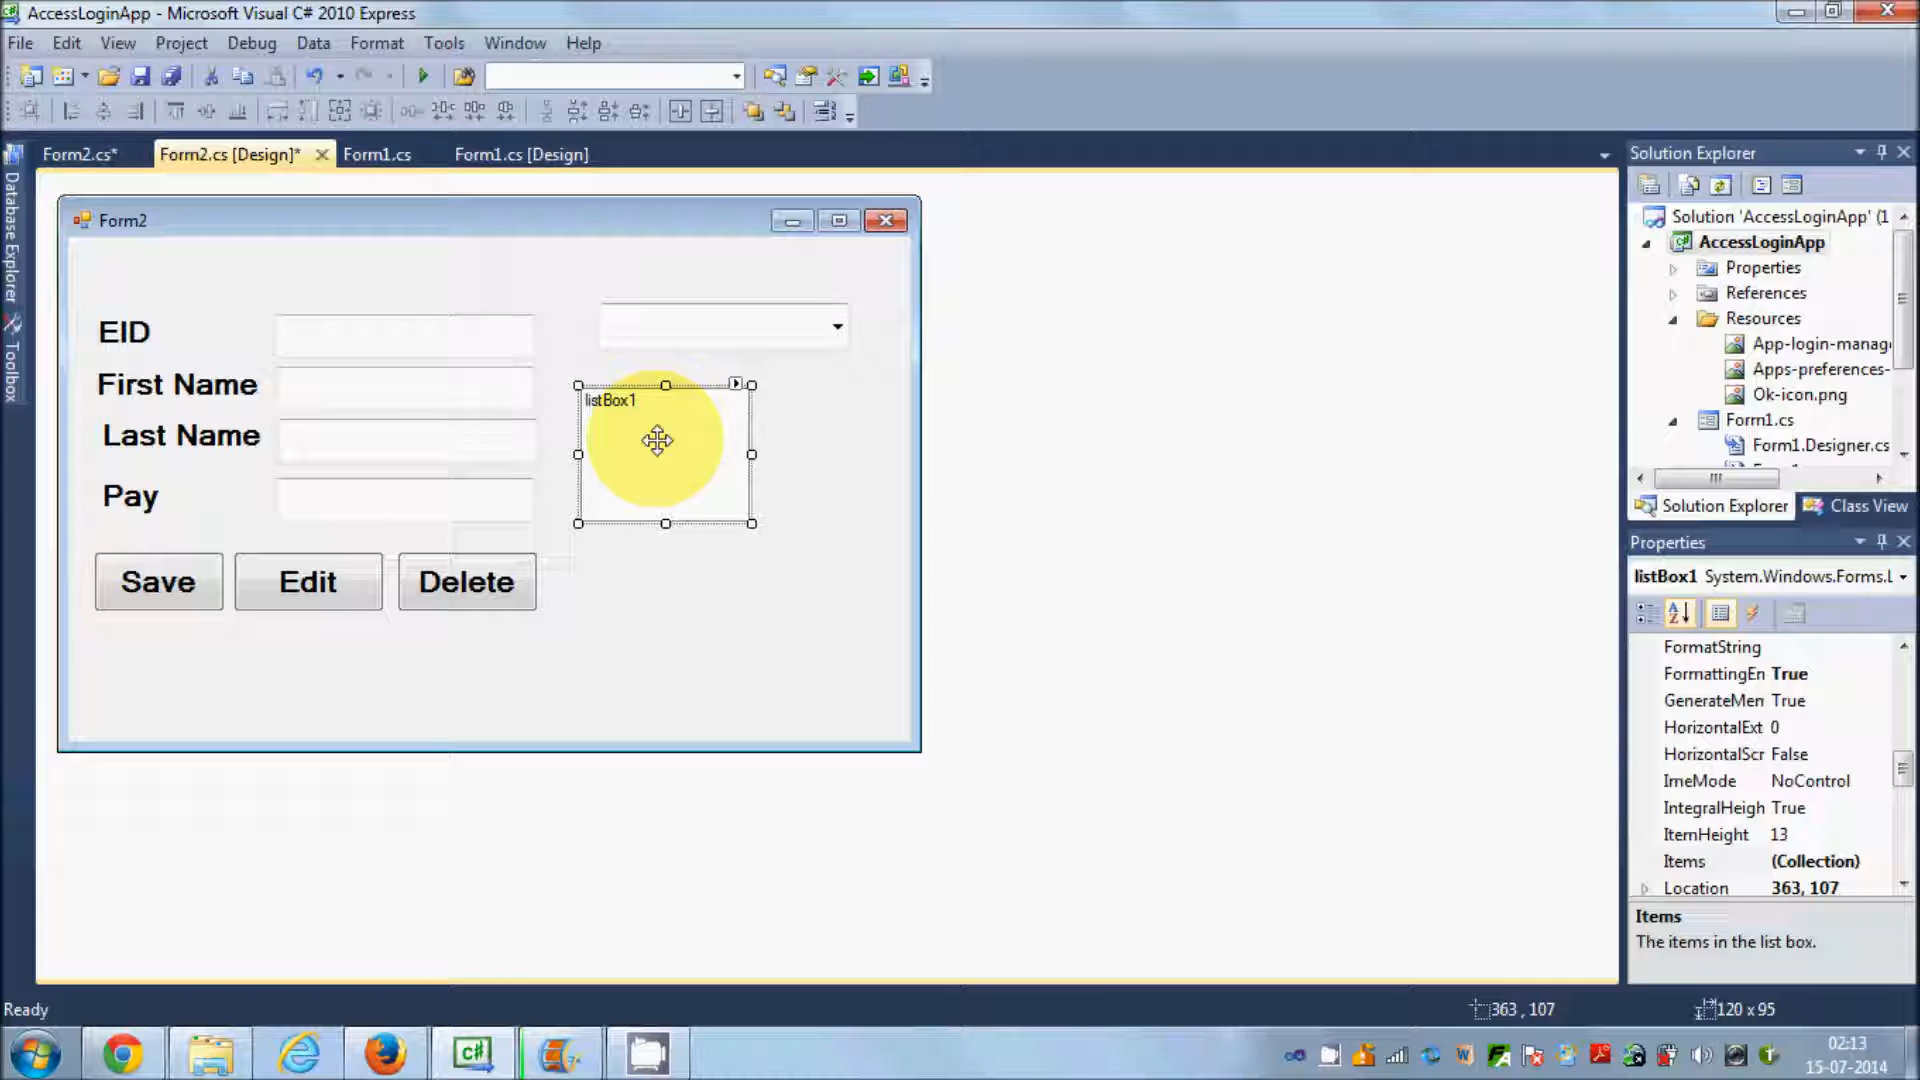 AccessLoginApp - Microsoft Visual C# 2010 Express
File Edit View Project Debug Data Format Tools Window Help
Form2.cs* Form2.cs [Design]* Form1.cs Form1.cs [Design]
Database Explorer
Toolbox
Form2
EID
First Name
Last Name
Pay
listBox1
Save Edit Delete
Solution Explorer
Solution 'AccessLoginApp' (1
AccessLoginApp
Properties
References
Resources
App-login-manag
Apps-preferences-
Ok-icon.png
Form1.cs
Form1.Designer.cs
Solution Explorer Class View
Properties
listBox1 System.Windows.Forms.L
FormatString
FormattingEn True
GenerateMen True
HorizontalExt 0
HorizontalScr False
ImeMode NoControl
IntegralHeigh True
ItemHeight 13
Items (Collection)
Location 363, 107
Items
The items in the list box.
Ready 363 , 107 120 x 95
02:13
15-07-2014